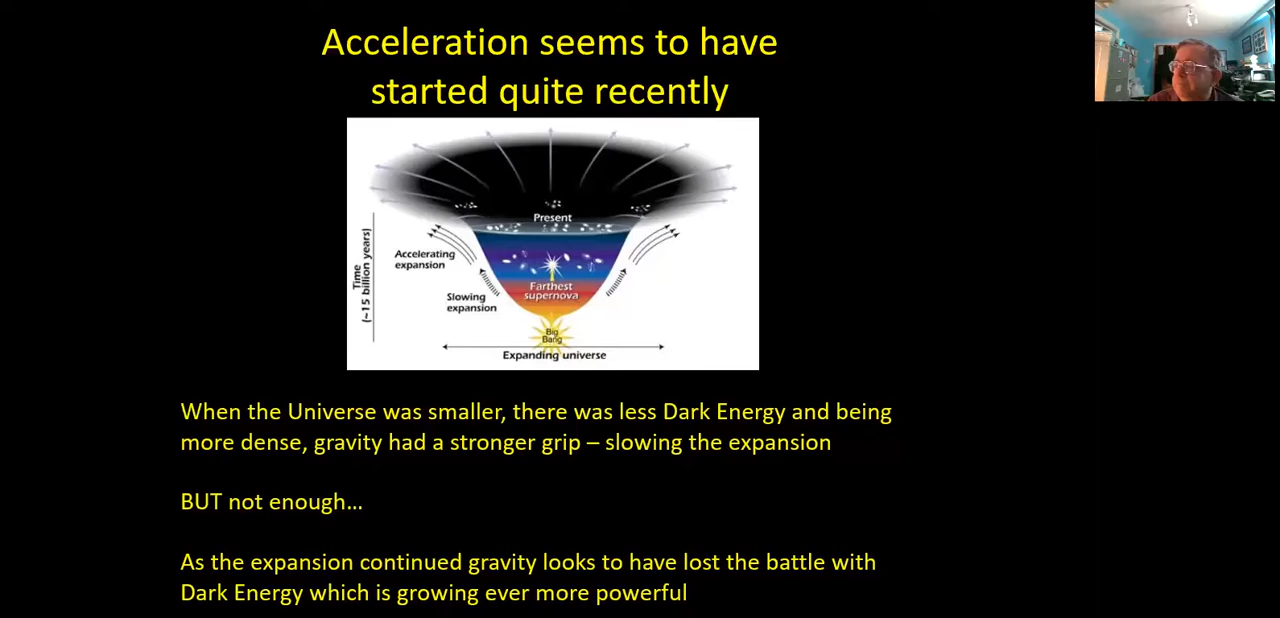 Acceleration seems to have
started quite recently
Present
Accelerating
expansion
Time
(~15 billion years)
Farthest
supernova
Slowing
expansion
Big
Bang
Expanding universe
When the Universe was smaller, there was less Dark Energy and being
more dense, gravity had a stronger grip – slowing the expansion
BUT not enough…
As the expansion continued gravity looks to have lost the battle with
Dark Energy which is growing ever more powerful